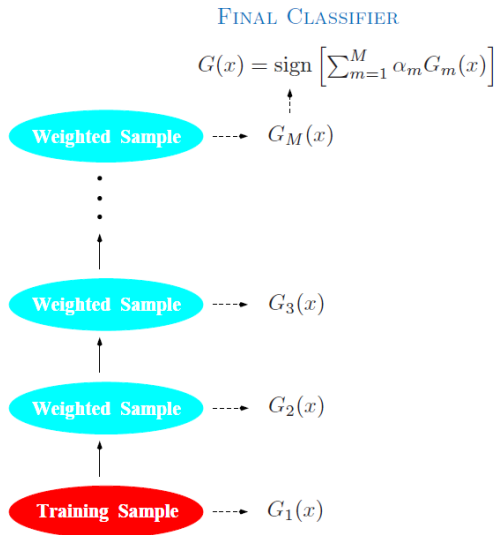 FINAL CLASSIFIER
G(x) = sign [∑_{m=1}^{M} α_m G_m(x)]
Weighted Sample G_M(x)
Weighted Sample G_3(x)
Weighted Sample G_2(x)
Training Sample G_1(x)